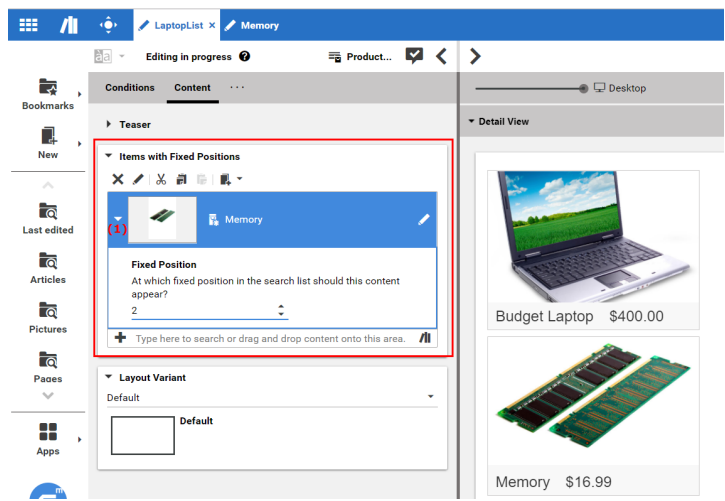 LaptopList ×
Memory
Editing in progress
Product...
Bookmarks
New
Last edited
Articles
Pictures
Pages
Apps
Conditions
Content
...
Teaser
Items with Fixed Positions
(1)
Memory
Fixed Position
At which fixed position in the search list should this content
appear?
2
Type here to search or drag and drop content onto this area.
Layout Variant
Default
Default
Desktop
Detail View
Budget Laptop $400.00
Memory $16.99